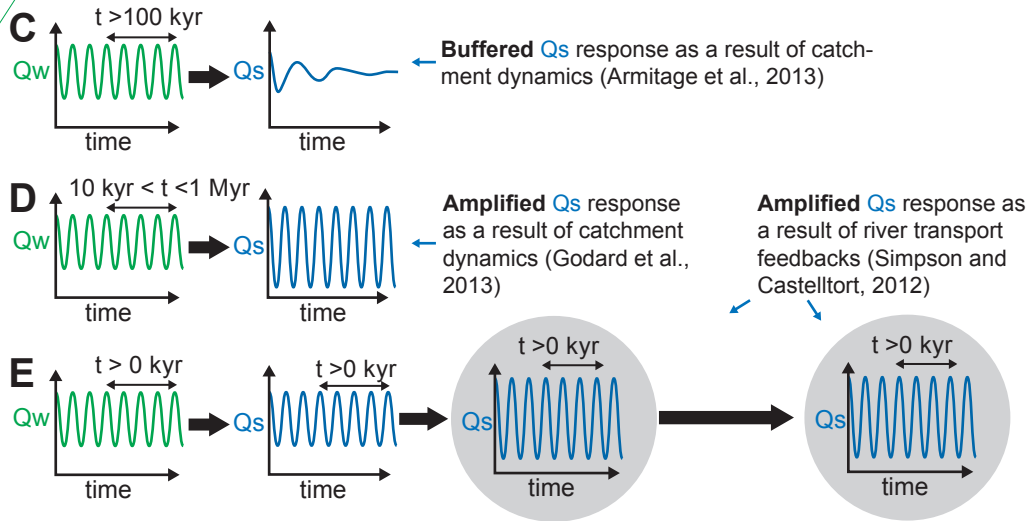 C
t >100 kyr
Qw
time
Qs
time
Buffered Qs response as a result of catch-
ment dynamics (Armitage et al., 2013)
D
10 kyr < t <1 Myr
Qw
time
Qs
time
Amplified Qs response
as a result of catchment
dynamics (Godard et al.,
2013)
Amplified Qs response as
a result of river transport
feedbacks (Simpson and
Castelltort, 2012)
E
t > 0 kyr
Qw
time
t >0 kyr
Qs
time
t >0 kyr
Qs
time
t >0 kyr
Qs
time